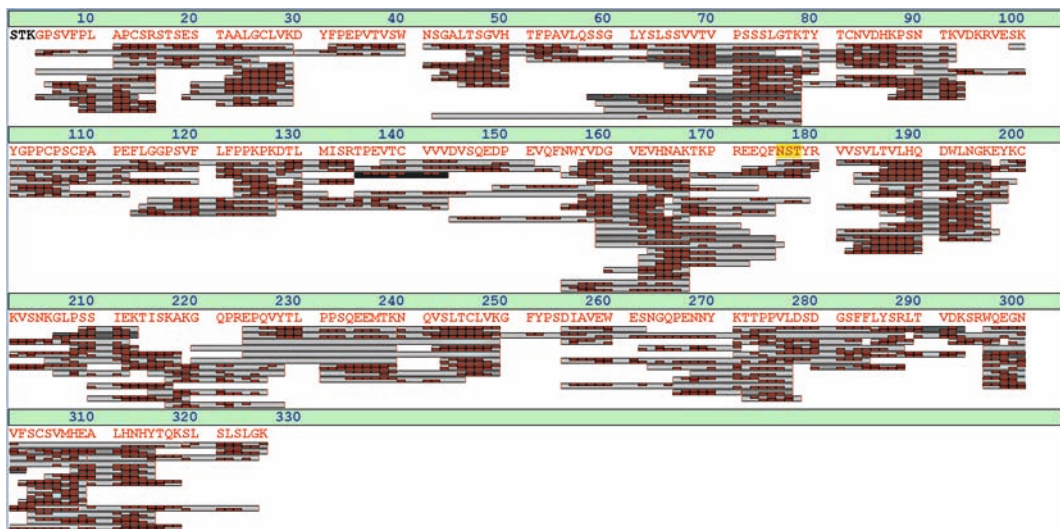 10 20 30 40 50 60 70 80 90 100
STKGPSVFPL APCSRSTSES TAALGCLVKD YFPEPVTVSW NSGALTSGVH TFPAVLQSSG LYSLSSVVTV PSSSLGTKTY TCNVDHKPSN TKVDKRVESK
110 120 130 140 150 160 170 180 190 200
YGPPCPSCPA PEFLGGPSVF LFPPKPKDTL MISRTPEVTC VVVDVSQEDP EVQFNWYVDG VEVHNAKTKP REEQFNSTYR VVSVLTVLHQ DWLNGKEYKC
210 220 230 240 250 260 270 280 290 300
KVSNKGLPSS IEKTISKAKG QPREPQVYTL PPSQEEMTKN QVSLTCLVKG FYPSDIAVEW ESNGQPENNY KTTPPVLDSD GSFFLYSRLT VDKSRWQEGN
310 320 330
VFSCSVMHEA LHNHYTQKSL SLSLGK